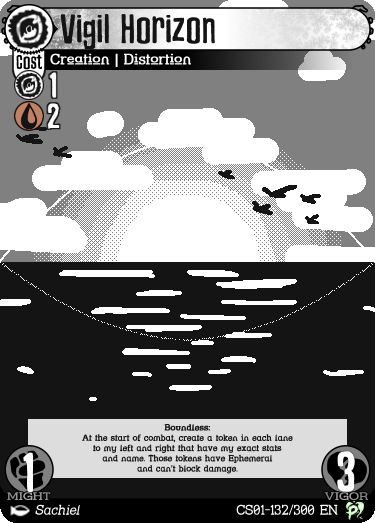 Vigil Horizon
Cost
Creation | Distortion
1
2
Boundless:
At the start of combat, create a token in each lane
to my left and right that have my exact stats
and name. Those tokens have Ephemeral
and can't block damage.
1
MIGHT
3
VIGOR
Sachiel
CS01-132/300 EN